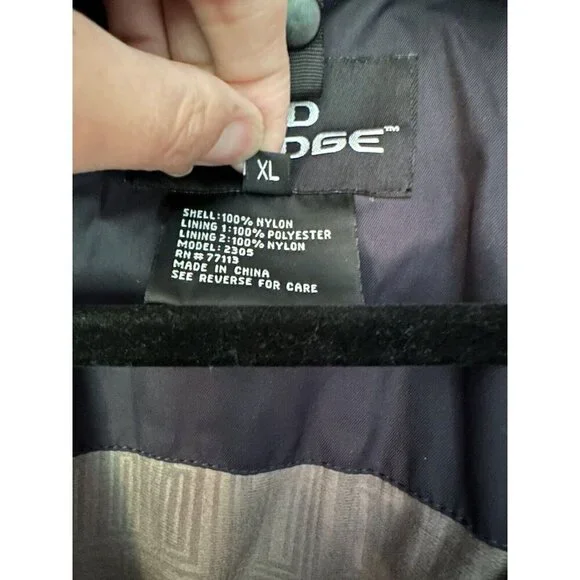 D
DGE™
XL
SHELL:100% NYLON
LINING 1:100% POLYESTER
LINING 2:100% NYLON
MODEL: 2305
RN# 77113
MADE IN CHINA
SEE REVERSE FOR CARE